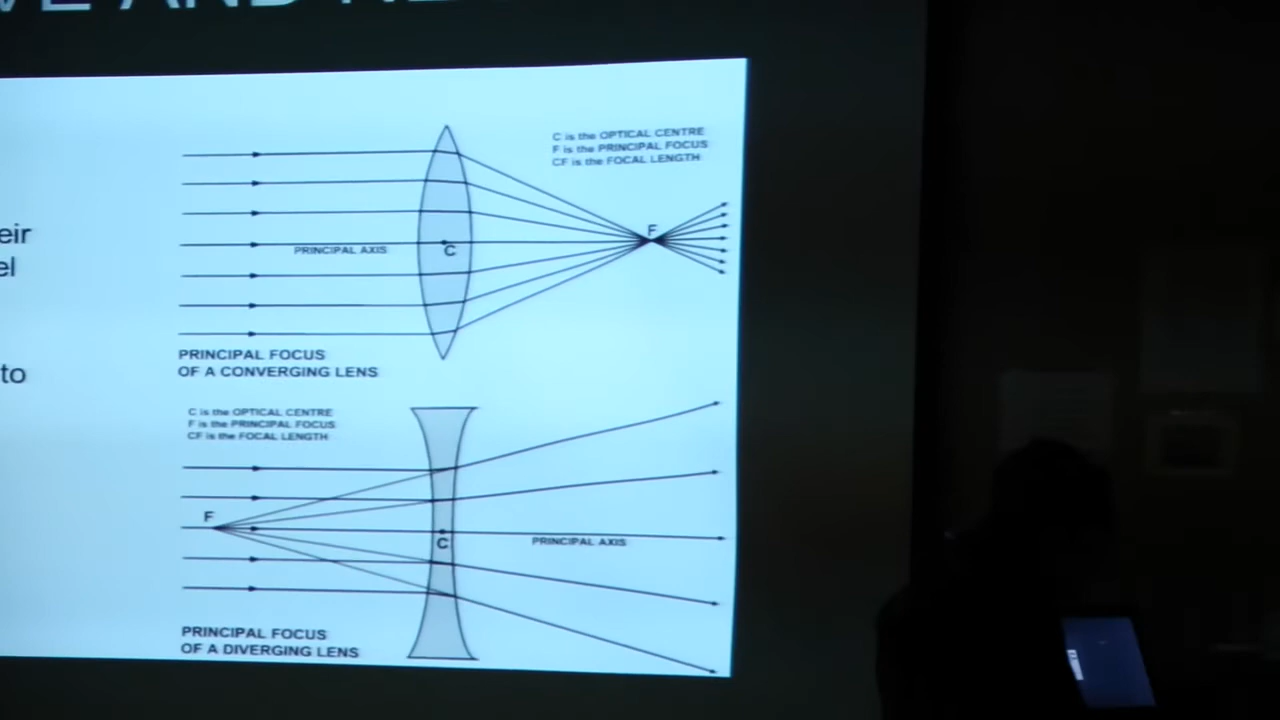 VE AND
eir
el
to
C is the OPTICAL CENTRE
F is the PRINCIPAL FOCUS
CF is the FOCAL LENGTH
F
PRINCIPAL AXIS
C
PRINCIPAL FOCUS
OF A CONVERGING LENS
C is the OPTICAL CENTRE
F is the PRINCIPAL FOCUS
CF is the FOCAL LENGTH
F
C
PRINCIPAL AXIS
PRINCIPAL FOCUS
OF A DIVERGING LENS